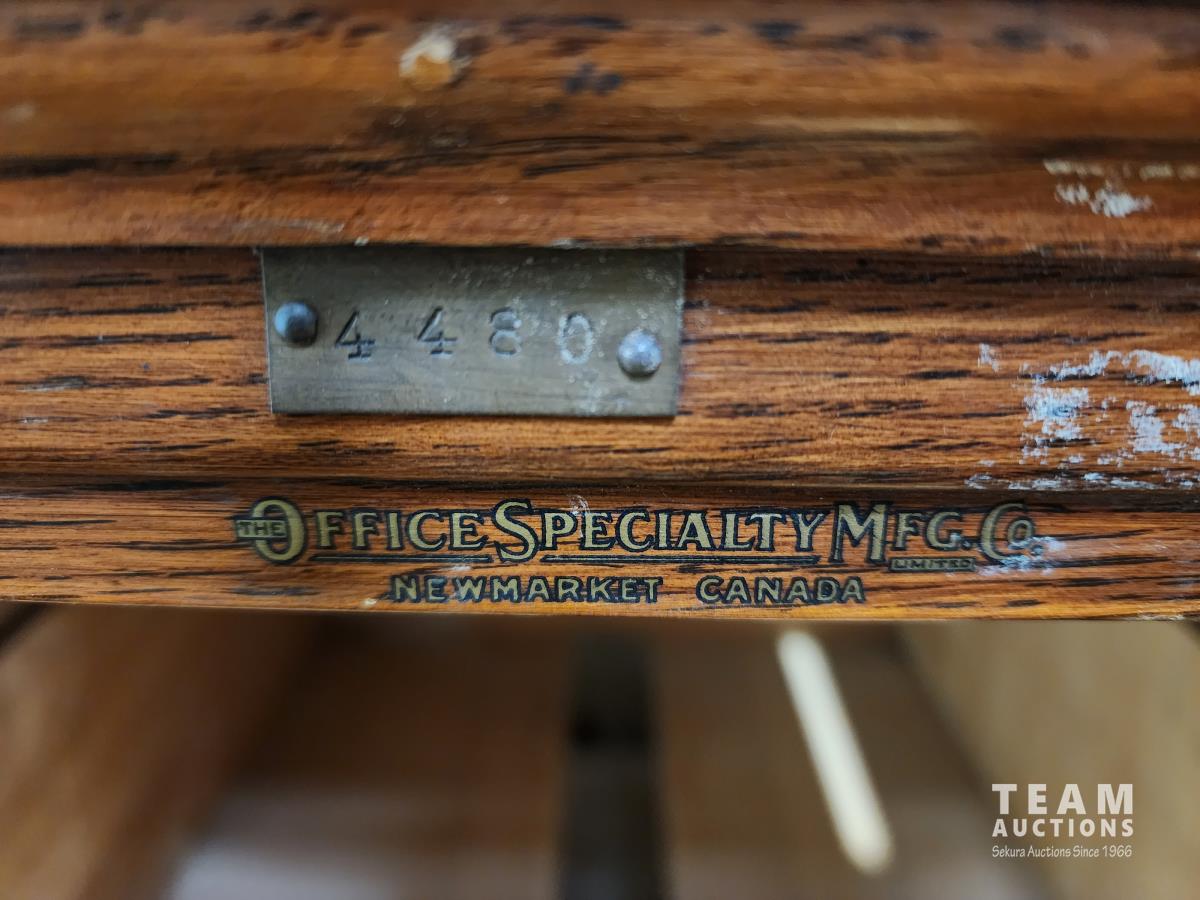 4480
THE OFFICE SPECIALTY MFG. CO.
LIMITED
NEWMARKET CANADA
TEAM
AUCTIONS
Sekura Auctions Since 1966